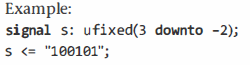 Example:
signal s: ufixed(3 downto -2);
s <= "100101";